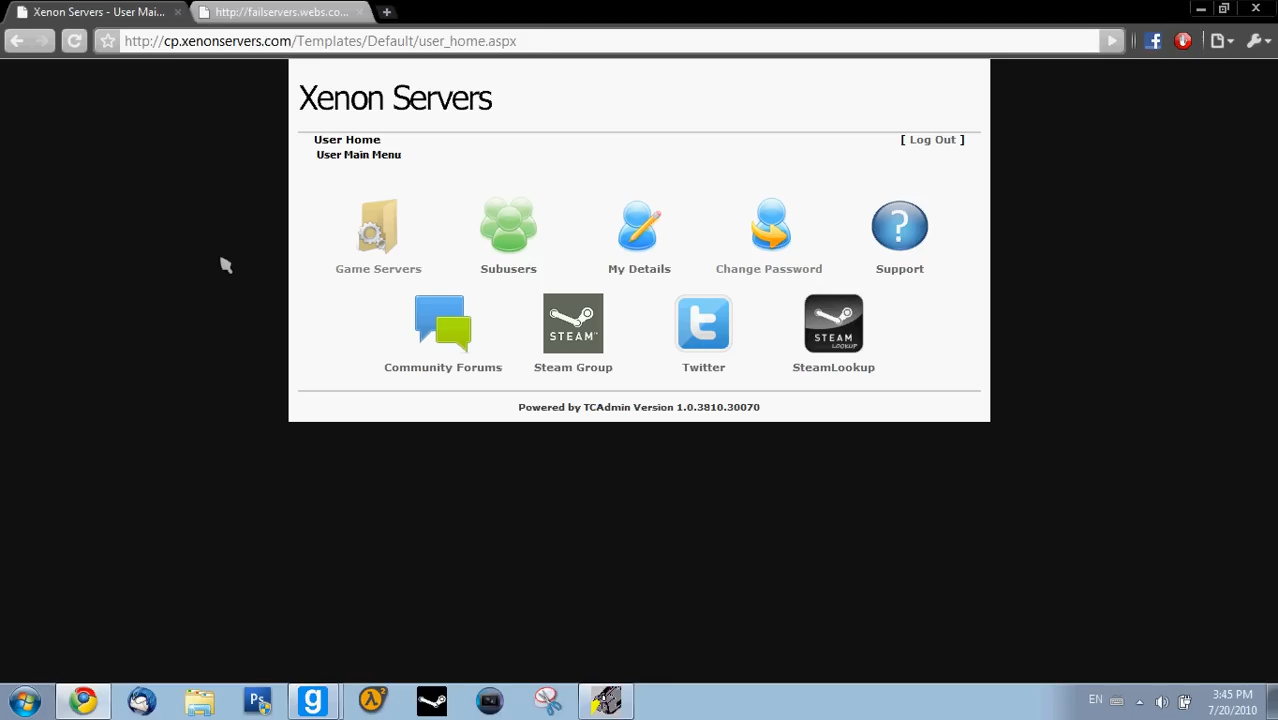 Xenon Servers - User Mai...
http://failservers.webs.co...
http://cp.xenonservers.com/Templates/Default/user_home.aspx
Xenon Servers
User Home
[ Log Out ]
User Main Menu
Game Servers
Subusers
My Details
Change Password
Support
STEAM™
STEAM
LOOKUP
Community Forums
Steam Group
Twitter
SteamLookup
Powered by TCAdmin Version 1.0.3810.30070
EN
3:45 PM
7/20/2010